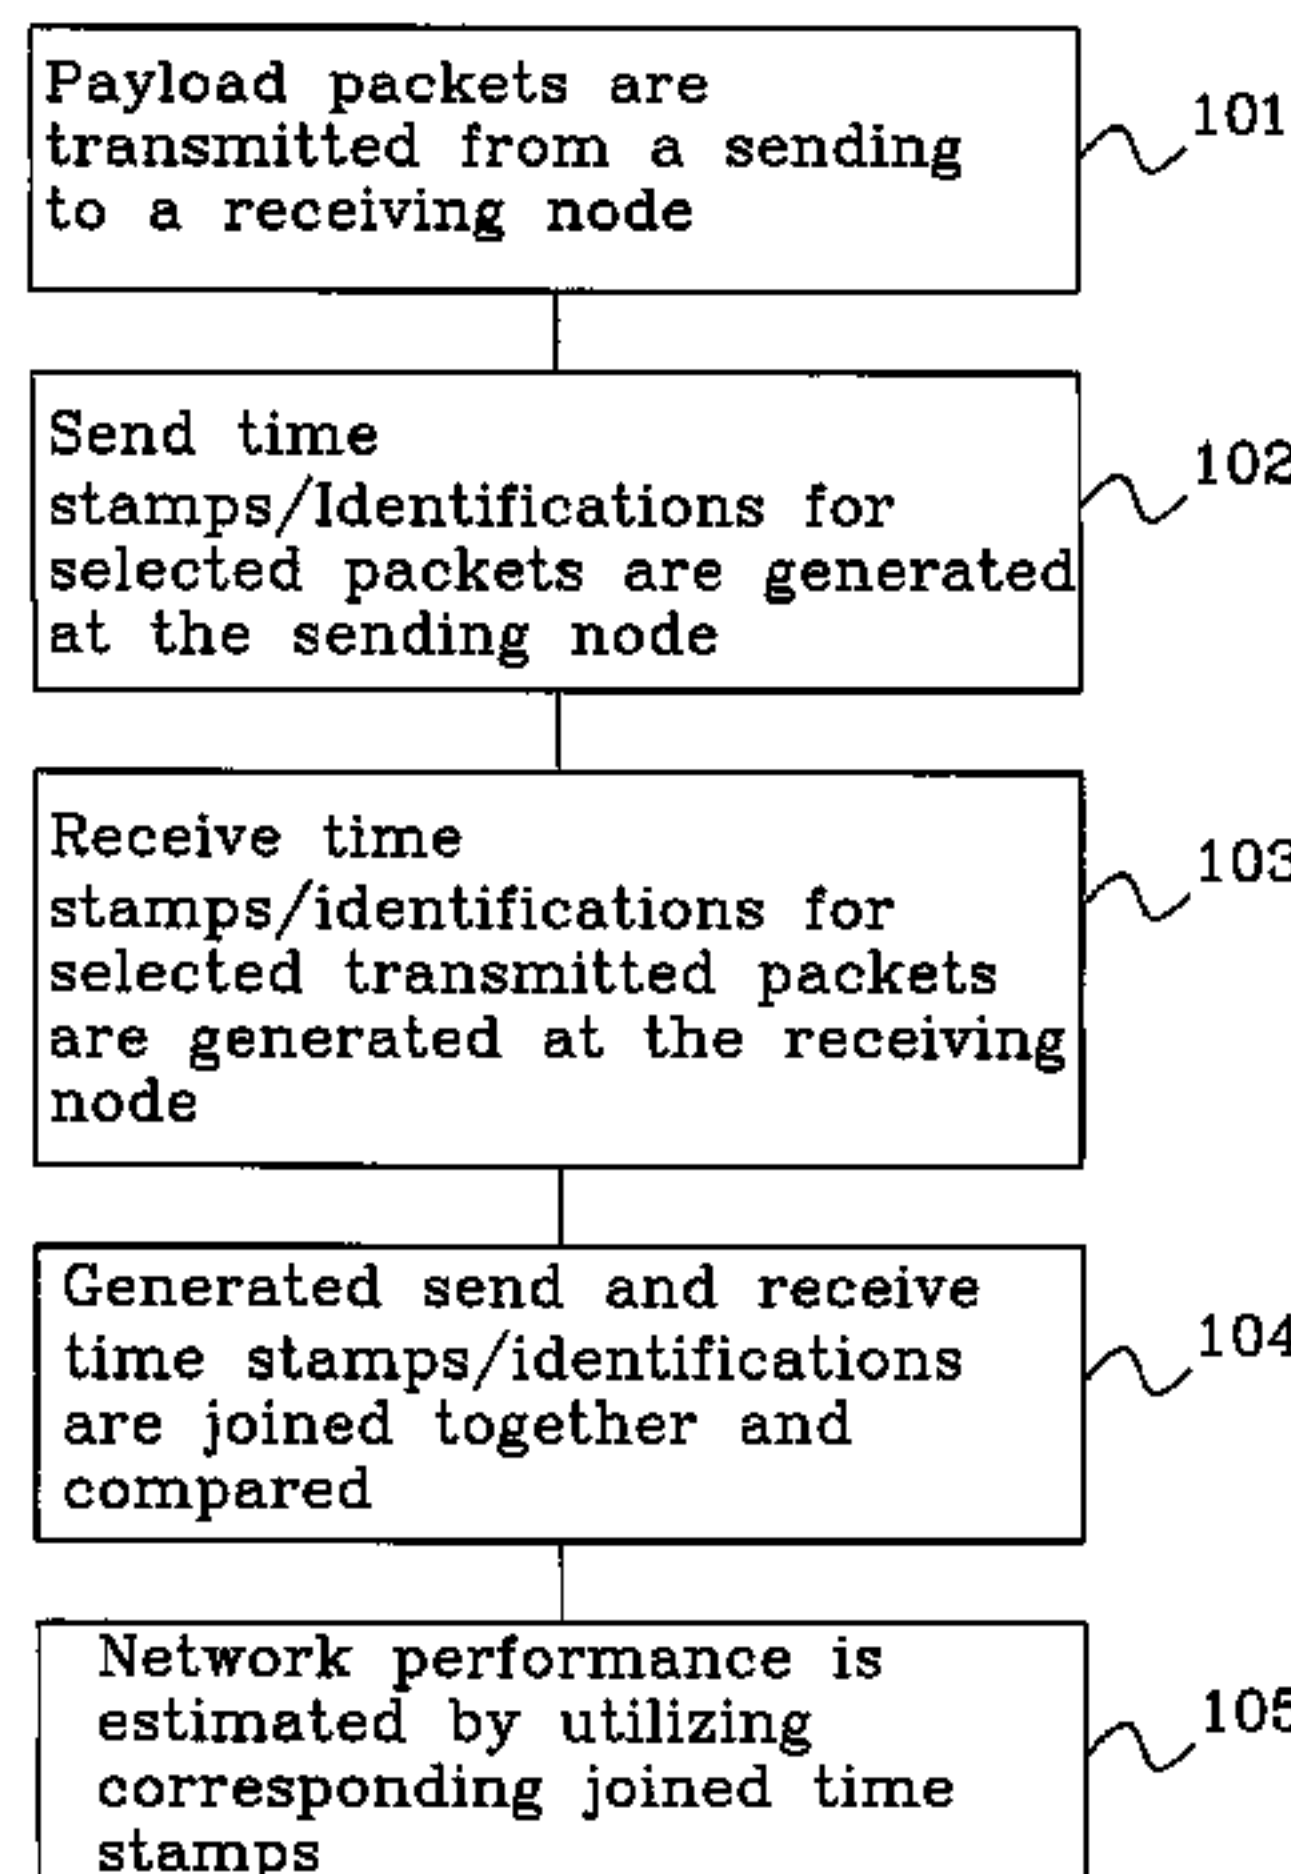 Payload packets are
transmitted from a sending
to a receiving node
101
Send time
stamps/Identifications for
selected packets are generated
at the sending node
102
Receive time
stamps/identifications for
selected transmitted packets
are generated at the receiving
node
103
Generated send and receive
time stamps/identifications
are joined together and
compared
104
Network performance is
estimated by utilizing
corresponding joined time
stamps
105